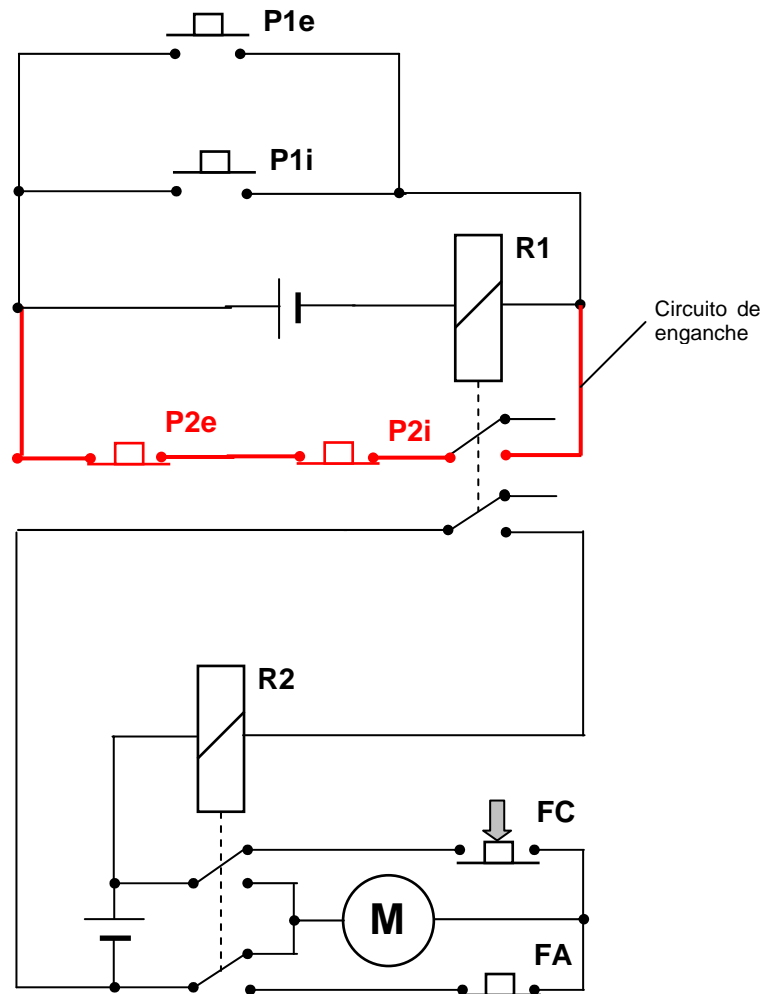 P1e
P1i
R1
Circuito de
enganche
P2e
P2i
R2
FC
M
FA